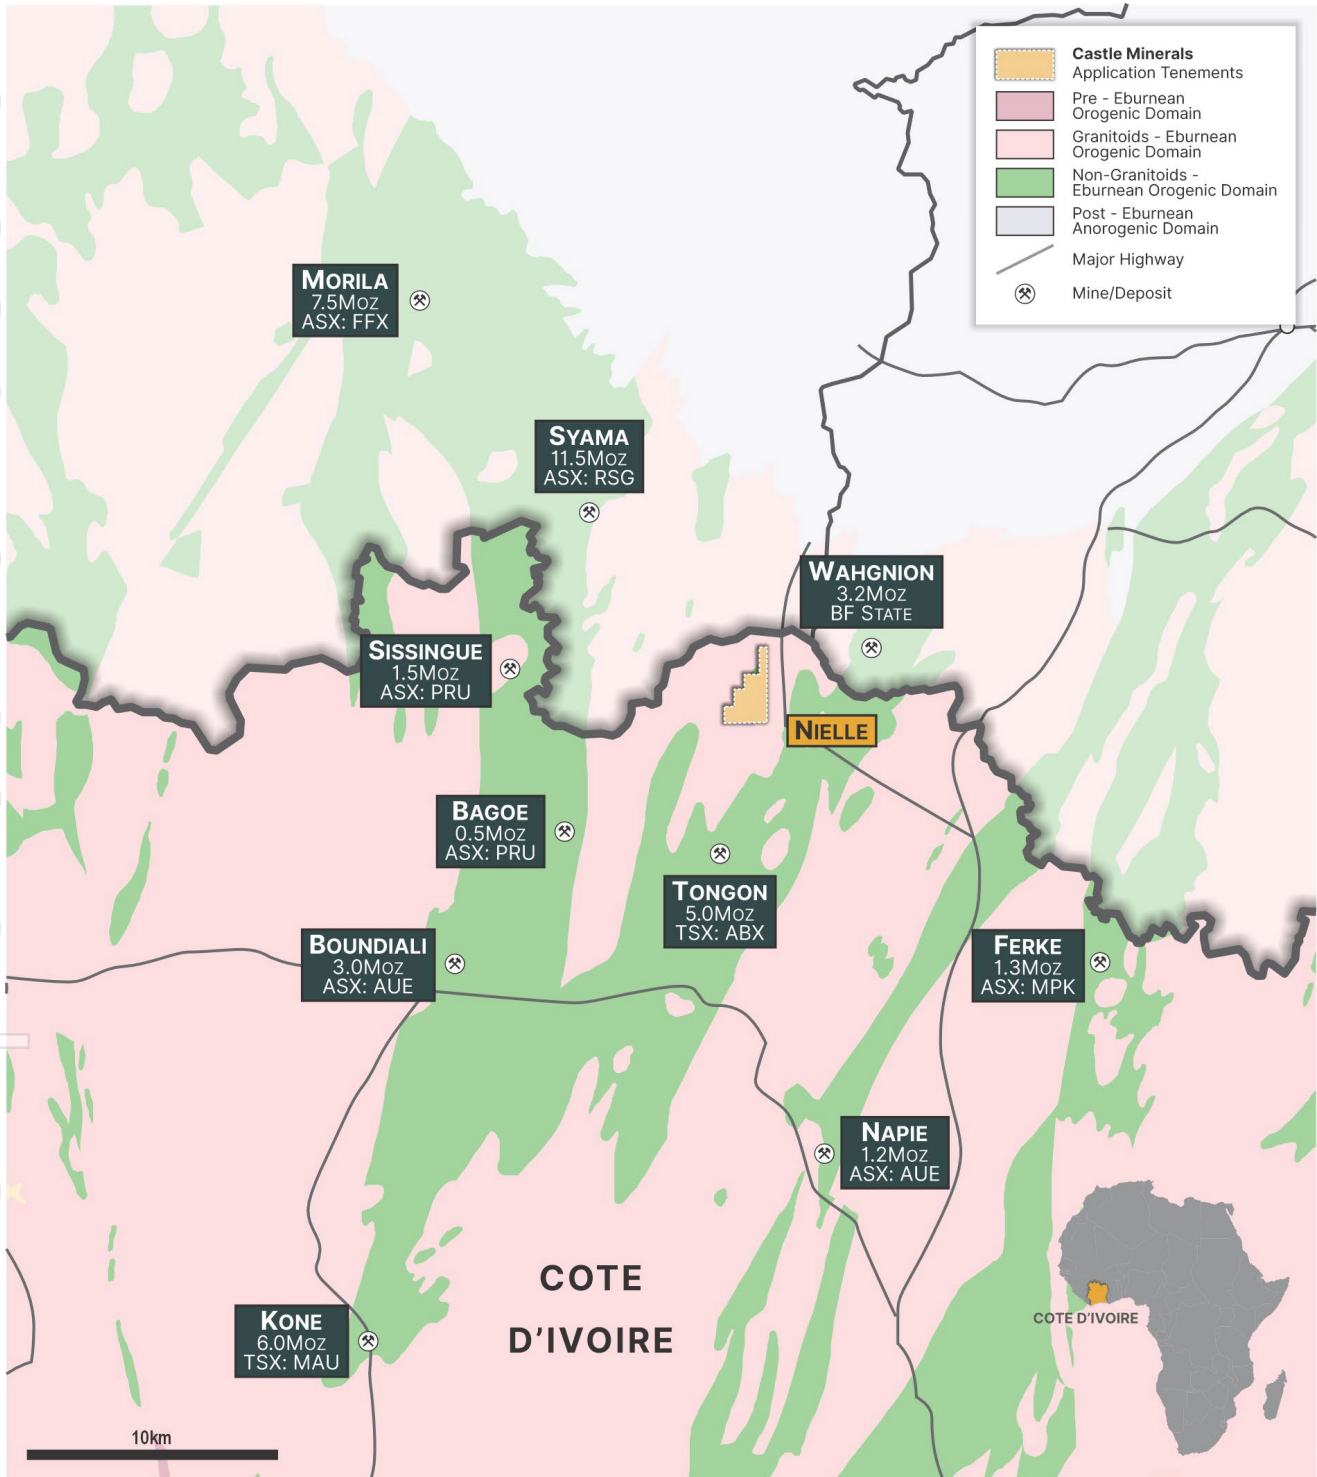 Castle Minerals
Application Tenements
Pre - Eburnean
Orogenic Domain
Granitoids - Eburnean
Orogenic Domain
Non-Granitoids -
Eburnean Orogenic Domain
Post - Eburnean
Anorogenic Domain
Major Highway
Mine/Deposit
MORILA
7.5MOZ
ASX: FFX
SYAMA
11.5MOZ
ASX: RSG
WAHGNION
3.2MOZ
BF STATE
SISSINGUE
1.5MOZ
ASX: PRU
NIELLE
BAGOE
0.5MOZ
ASX: PRU
TONGON
5.0MOZ
TSX: ABX
BOUNDIALI
3.0MOZ
ASX: AUE
FERKE
1.3MOZ
ASX: MPK
NAPIE
1.2MOZ
ASX: AUE
COTE
D'IVOIRE
KONE
6.0MOZ
TSX: MAU
COTE D'IVOIRE
10km